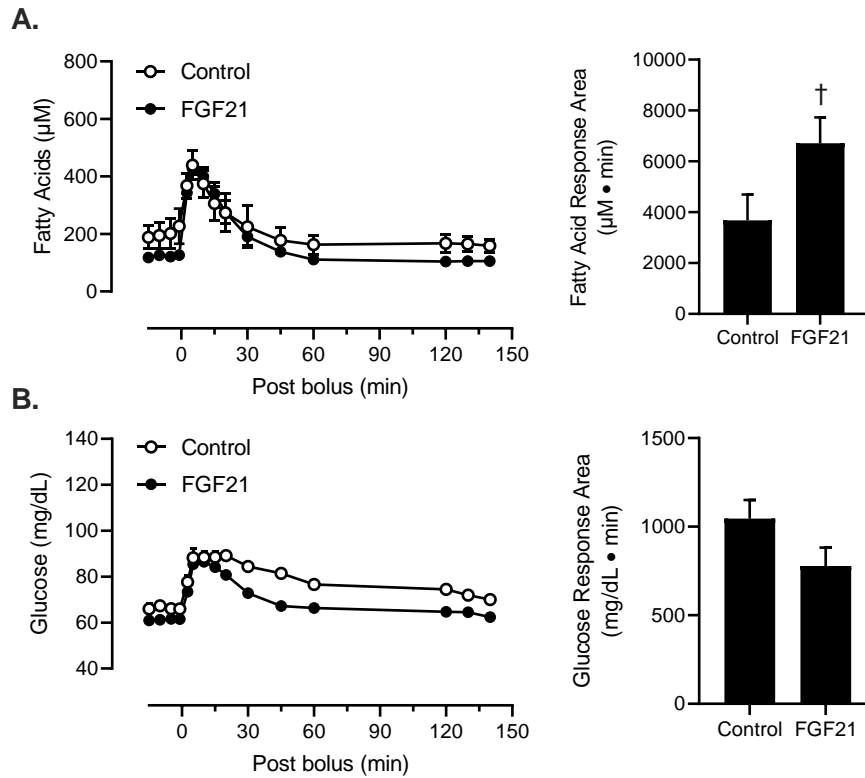 A.
Fatty Acids (µM)
800
600
400
200
0
Control
FGF21
0 30 60 90 120 150
Post bolus (min)
Fatty Acid Response Area
(µM • min)
10000
8000
6000
4000
2000
0
†
Control FGF21
B.
Glucose (mg/dL)
140
120
100
80
60
40
Control
FGF21
0 30 60 90 120 150
Post bolus (min)
Glucose Response Area
(mg/dL • min)
1500
1000
500
0
Control FGF21